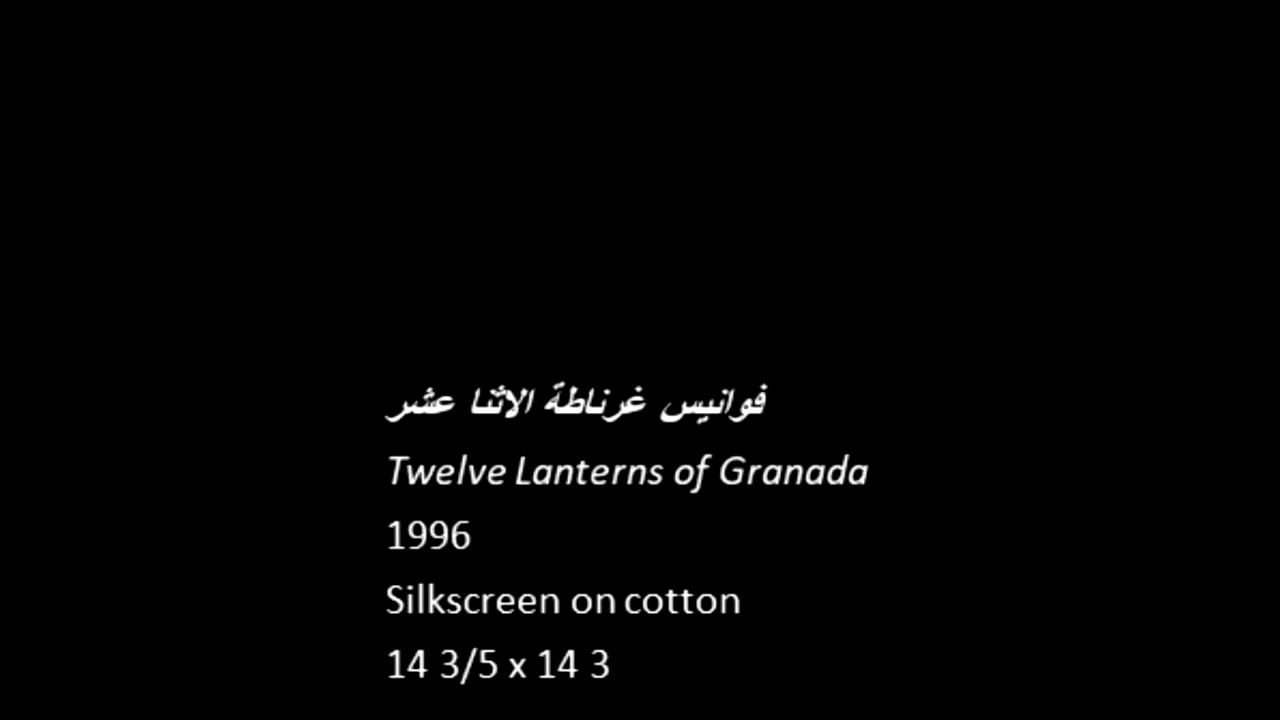 فوانيس غرناطة الاثنا عشر
Twelve Lanterns of Granada
1996
Silkscreen on cotton
14 3/5 x 14 3